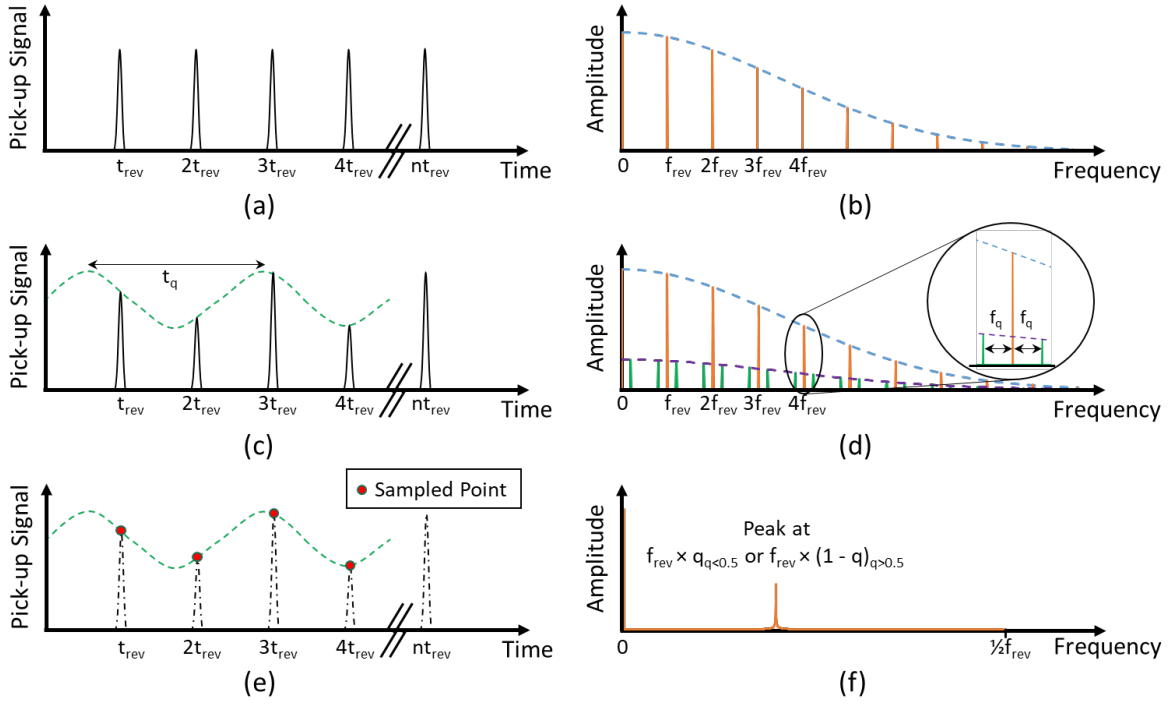 Pick-up Signal
t_rev 2t_rev 3t_rev 4t_rev nt_rev Time
(a)
Amplitude
0 f_rev 2f_rev 3f_rev 4f_rev Frequency
(b)
Pick-up Signal
t_q
t_rev 2t_rev 3t_rev 4t_rev nt_rev Time
(c)
Amplitude
f_q f_q
0 f_rev 2f_rev 3f_rev 4f_rev Frequency
(d)
Pick-up Signal
Sampled Point
t_rev 2t_rev 3t_rev 4t_rev nt_rev Time
(e)
Amplitude
Peak at
f_rev × q_q<0.5 or f_rev × (1 - q)_q>0.5
0 ½f_rev Frequency
(f)